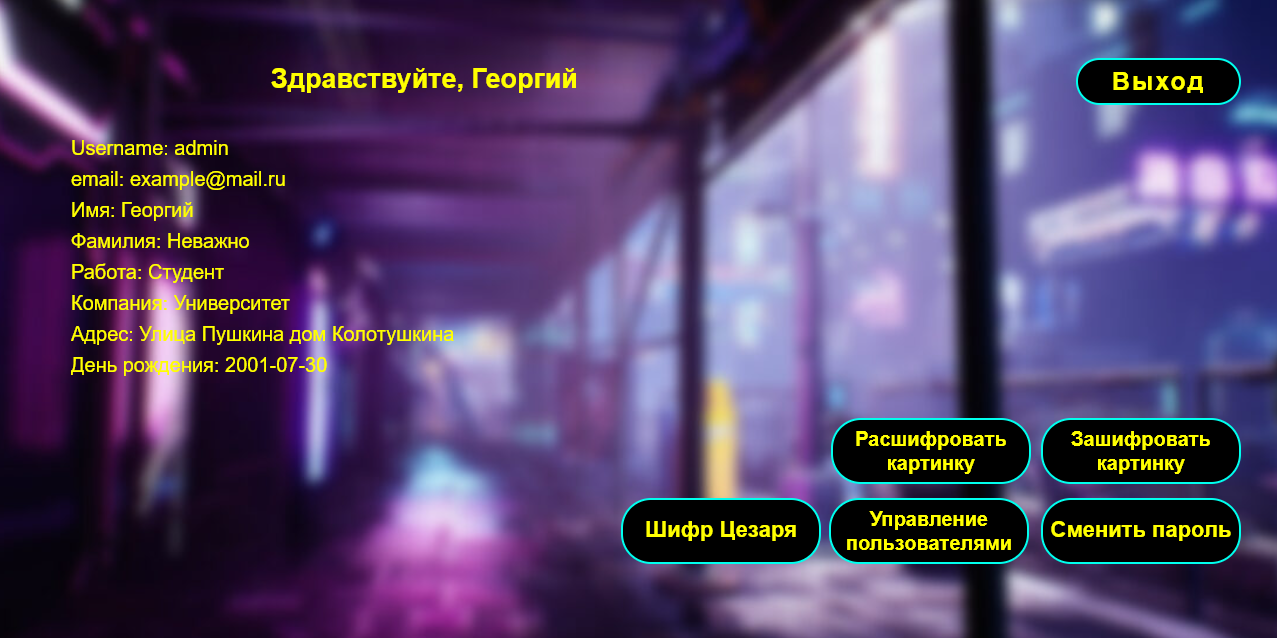 Здравствуйте, Георгий
Выход
Username: admin
email: example@mail.ru
Имя: Георгий
Фамилия: Неважно
Работа: Студент
Компания: Университет
Адрес: Улица Пушкина дом Колотушкина
День рождения: 2001-07-30
Расшифровать
картинку
Зашифровать
картинку
Шифр Цезаря
Управление
пользователями
Сменить пароль